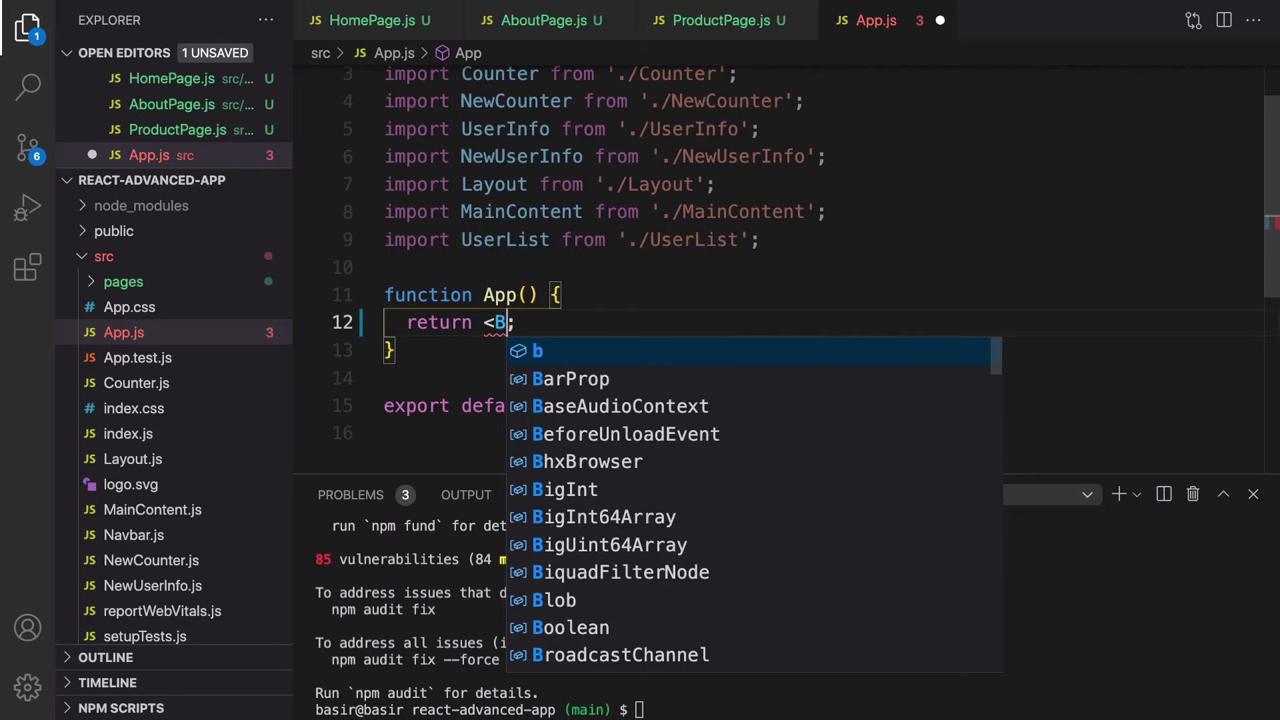 EXPLORER
OPEN EDITORS 1 UNSAVED
HomePage.js src/... U
AboutPage.js src/... U
ProductPage.js sr... U
App.js src 3
REACT-ADVANCED-APP
node_modules
public
src
pages
App.css
App.js 3
App.test.js
Counter.js
index.css
index.js
Layout.js
logo.svg
MainContent.js
Navbar.js
NewCounter.js
NewUserInfo.js
reportWebVitals.js
setupTests.js
OUTLINE
TIMELINE
NPM SCRIPTS
1
6
JS HomePage.js U
JS AboutPage.js U
JS ProductPage.js U
JS App.js 3
src > JS App.js > App
3 import Counter from './Counter';
4 import NewCounter from './NewCounter';
5 import UserInfo from './UserInfo';
6 import NewUserInfo from './NewUserInfo';
7 import Layout from './Layout';
8 import MainContent from './MainContent';
9 import UserList from './UserList';
10
11 function App() {
12 return <B;
13 }
14
15 export defa
16
b
BarProp
BaseAudioContext
BeforeUnloadEvent
BhxBrowser
BigInt
BigInt64Array
BigUint64Array
BiquadFilterNode
Blob
Boolean
BroadcastChannel
PROBLEMS 3 OUTPUT
run `npm fund` for det
85 vulnerabilities (84 m
To address issues that d
npm audit fix
To address all issues (i
npm audit fix --force
Run `npm audit` for details.
basir@basir react-advanced-app (main) $